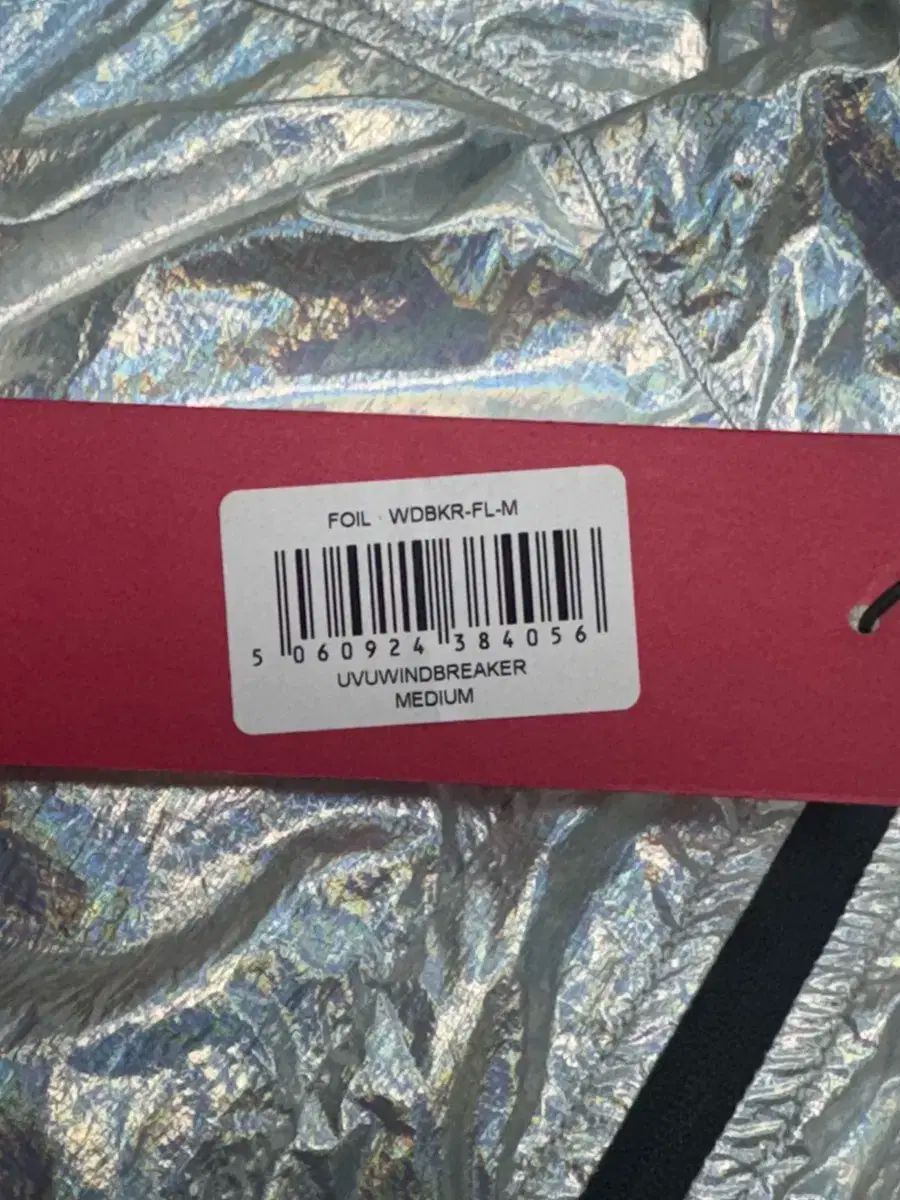 FOIL WDBKR-FL-M
5 060924 384056
UVUWINDBREAKER
MEDIUM